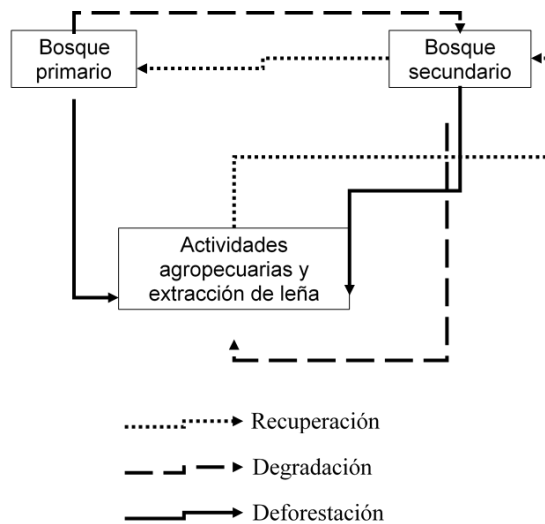 Bosque
primario
Bosque
secundario
Actividades
agropecuarias y
extracción de leña
Recuperación
Degradación
Deforestación